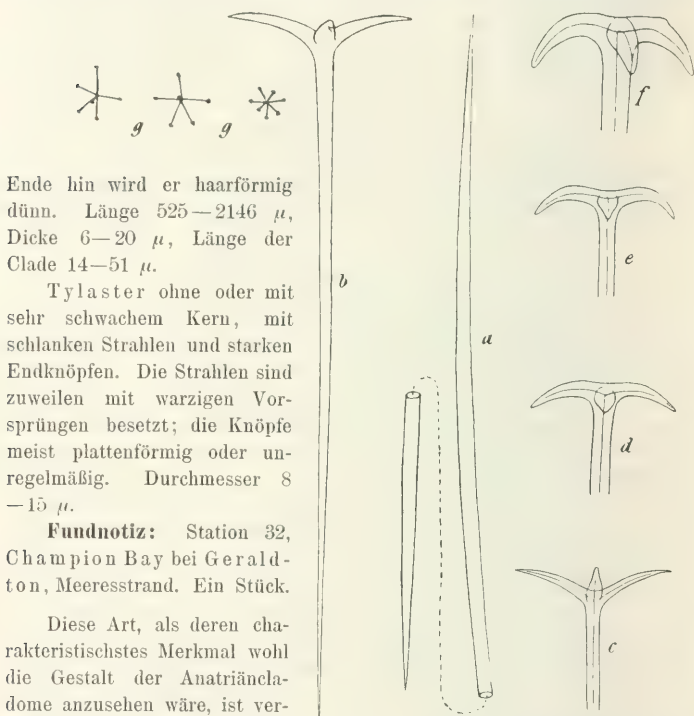 f
g
g
Ende hin wird er haarförmig
dünn. Länge 525—2146 μ,
Dicke 6—20 μ, Länge der
Clade 14—51 μ.
Tylaster ohne oder mit
sehr schwachem Kern, mit
schlanken Strahlen und starken
Endknöpfen. Die Strahlen sind
zuweilen mit warzigen Vor-
sprüngen besetzt; die Knöpfe
meist plattenförmig oder un-
regelmäßig. Durchmesser 8
—15 μ.
Fundnotiz: Station 32,
Champion Bay bei Gerald-
ton, Meeresstrand. Ein Stück.
Diese Art, als deren cha-
rakteristischstes Merkmal wohl
die Gestalt der Anatriäncla-
dome anzusehen wäre, ist ver-
b
a
e
d
c